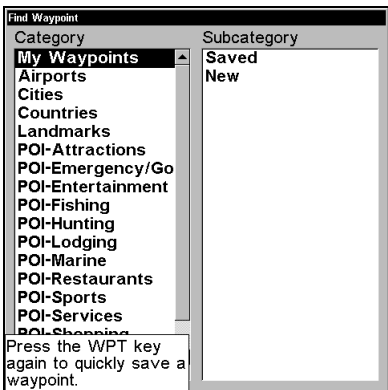 Find Waypoint
Category
My Waypoints
Airports
Cities
Countries
Landmarks
POI-Attractions
POI-Emergency/Go
POI-Entertainment
POI-Fishing
POI-Hunting
POI-Lodging
POI-Marine
POI-Restaurants
POI-Sports
POI-Services
POI-Shopping
Subcategory
Saved
New
Press the WPT key
again to quickly save a
waypoint.